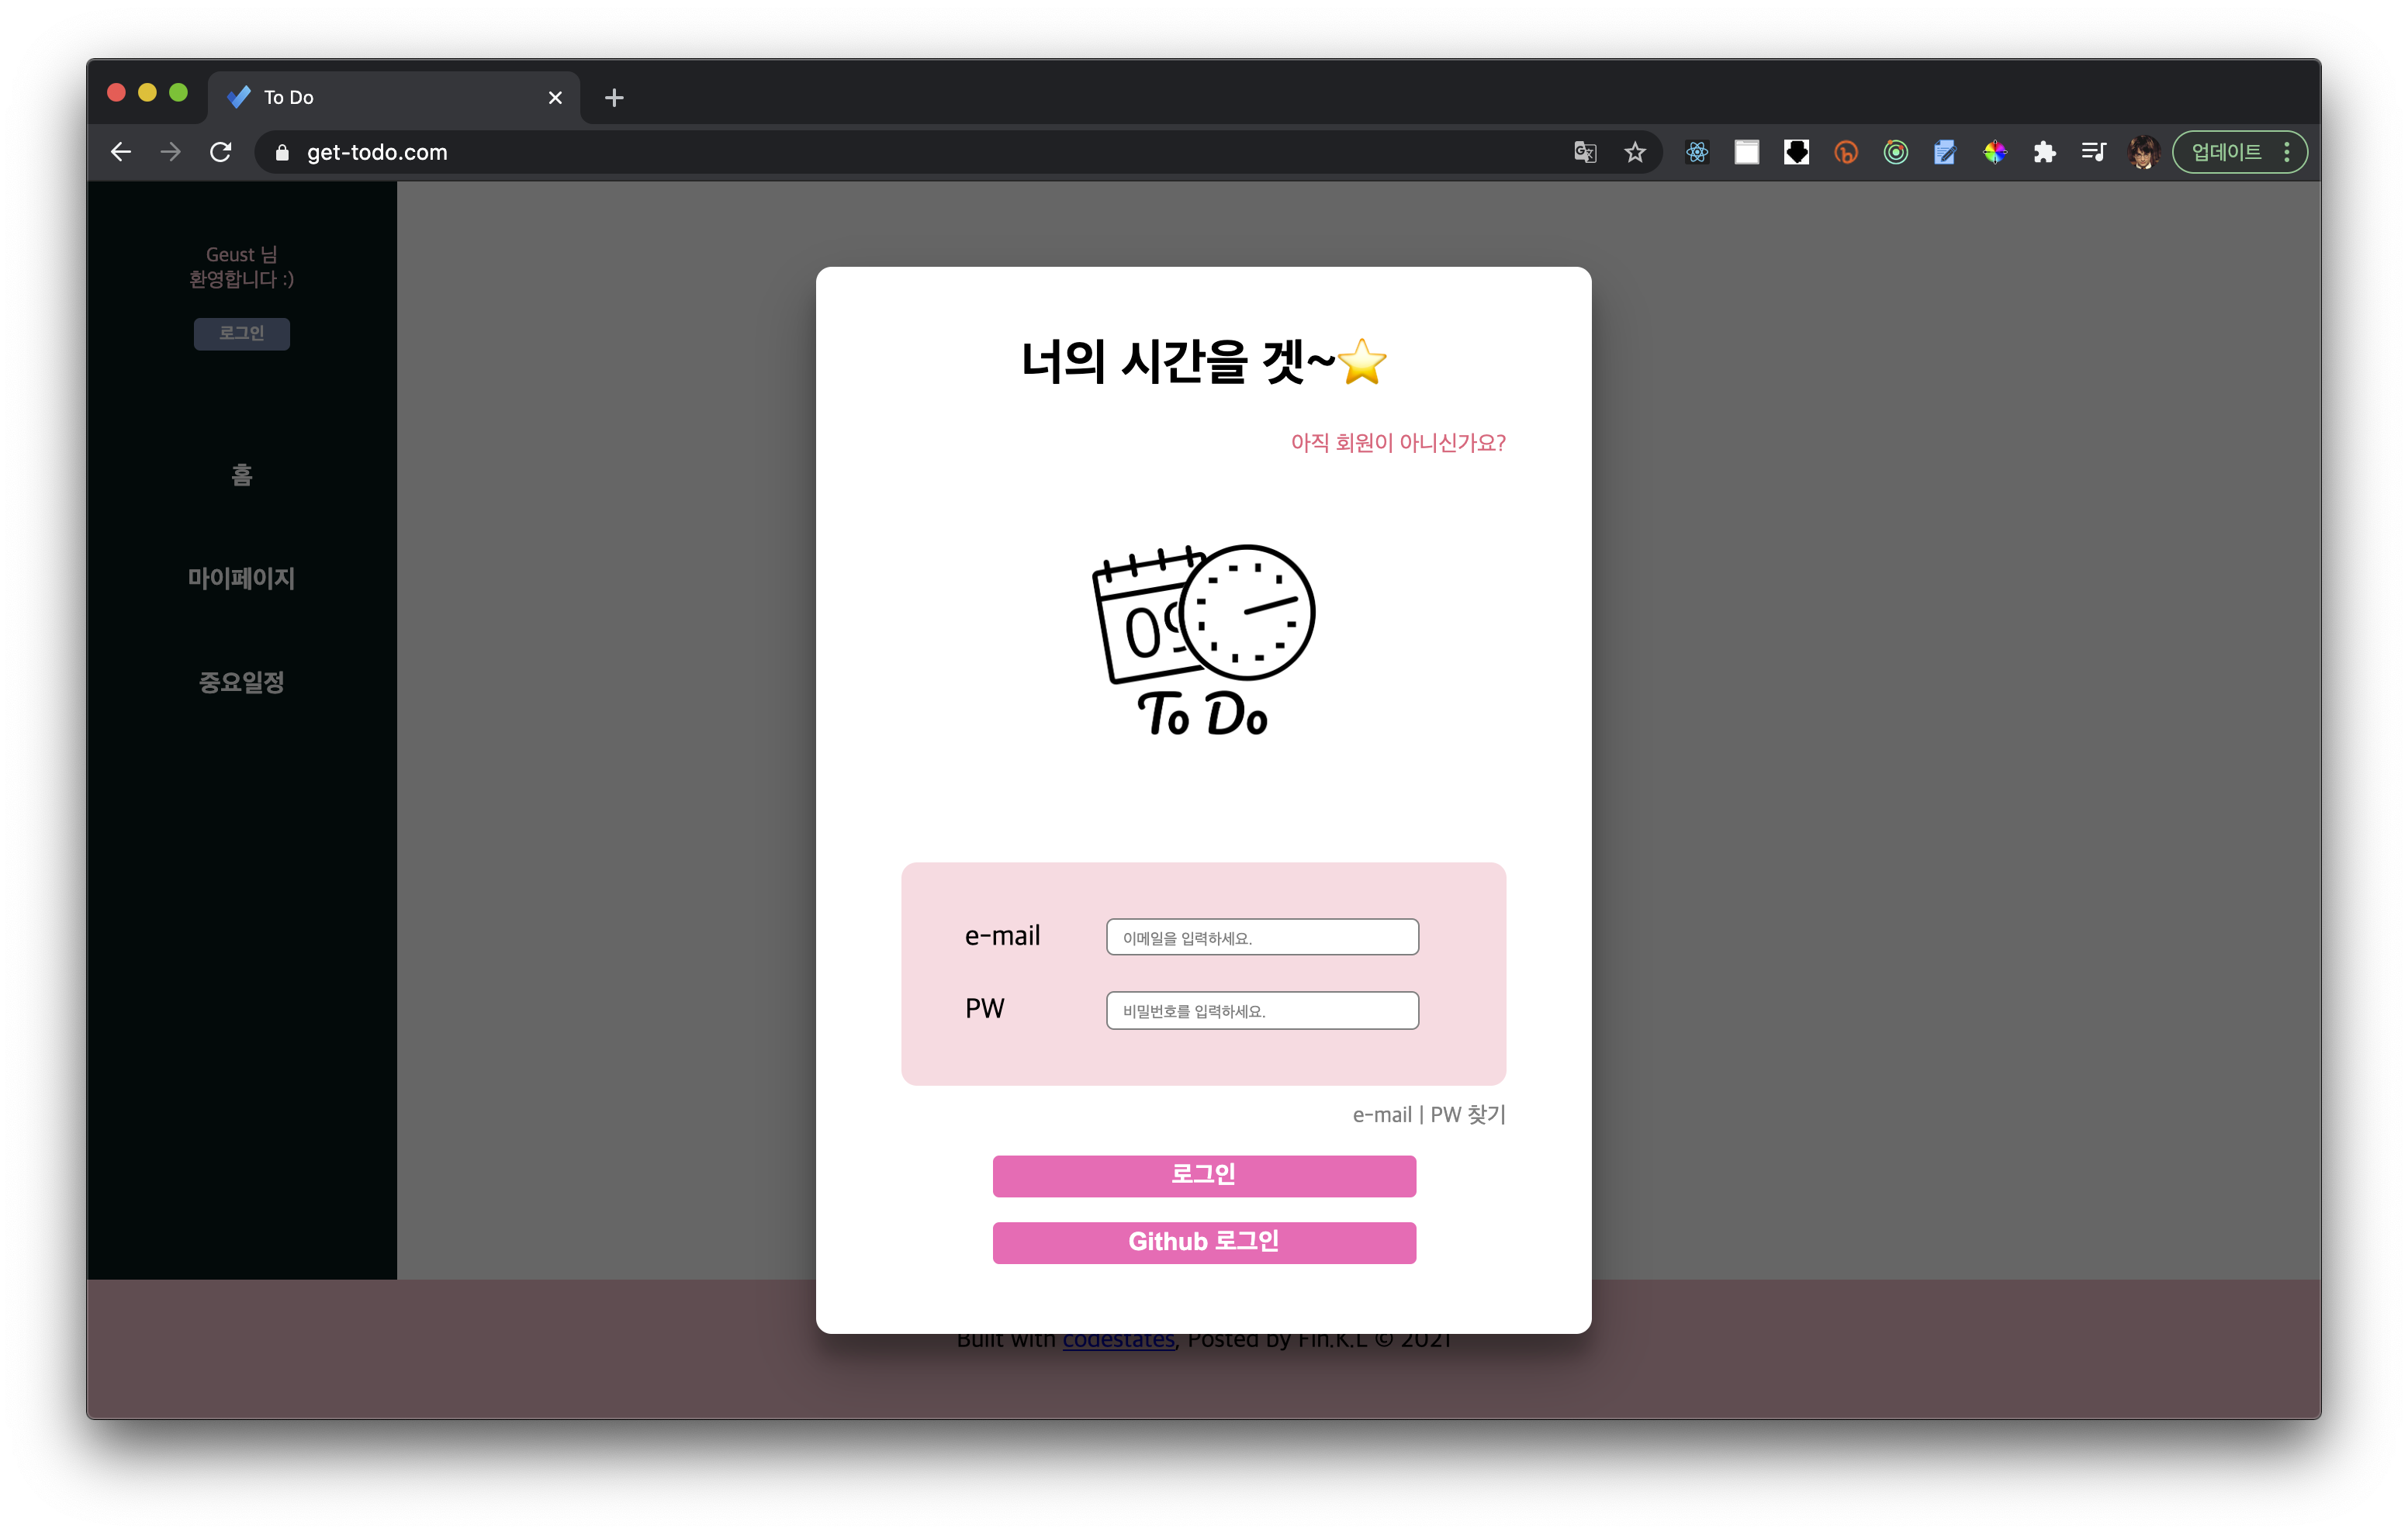 To Do
get-todo.com
업데이트
Geust 님
환영합니다 :)
로그인
홈
마이페이지
중요일정
너의 시간을 겟~⭐
아직 회원이 아니신가요?
09
To Do
e-mail
이메일을 입력하세요.
PW
비밀번호를 입력하세요.
e-mail | PW 찾기
로그인
Github 로그인
Built with codestates, Posted by Fin.K.L © 2021